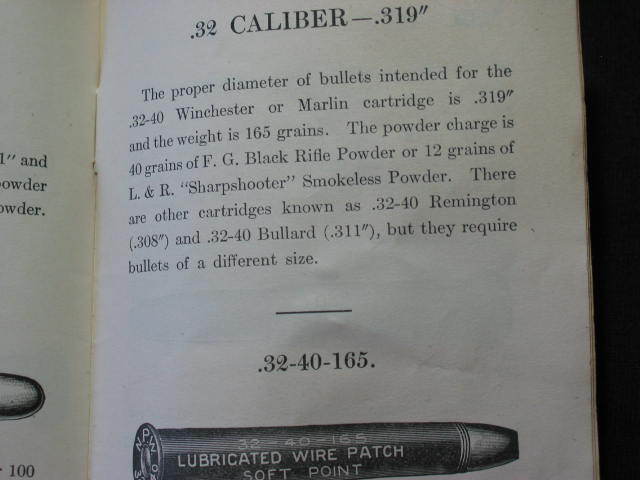 .32 CALIBER—.319"
The proper diameter of bullets intended for the
.32-40 Winchester or Marlin cartridge is .319"
and the weight is 165 grains. The powder charge is
40 grains of F. G. Black Rifle Powder or 12 grains of
L. & R. "Sharpshooter" Smokeless Powder. There
are other cartridges known as .32-40 Remington
(.308") and .32-40 Bullard (.311"), but they require
bullets of a different size.
.32-40-165.
32-40-165
LUBRICATED WIRE PATCH
SOFT POINT
1" and
powder
owder.
100